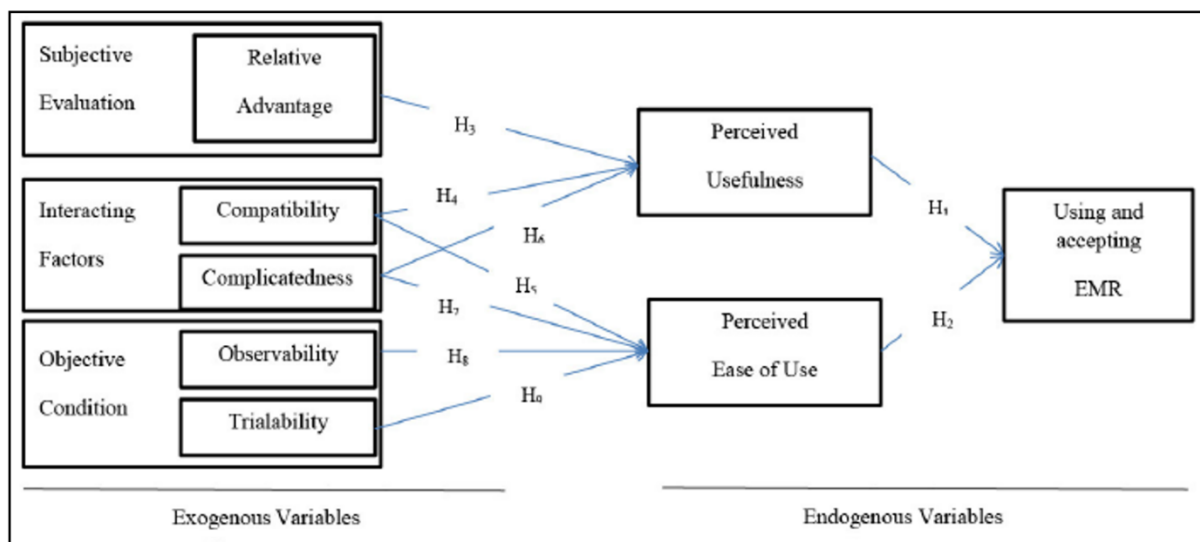 Subjective
Evaluation
Relative
Advantage
H₃
Perceived
Usefulness
Interacting
Factors
Compatibility
Complicatedness
H₄
H₆
H₅
H₇
H₁
Using and
accepting
EMR
Objective
Condition
Observability
Trialability
H₈
H₉
Perceived
Ease of Use
H₂
Exogenous Variables
Endogenous Variables